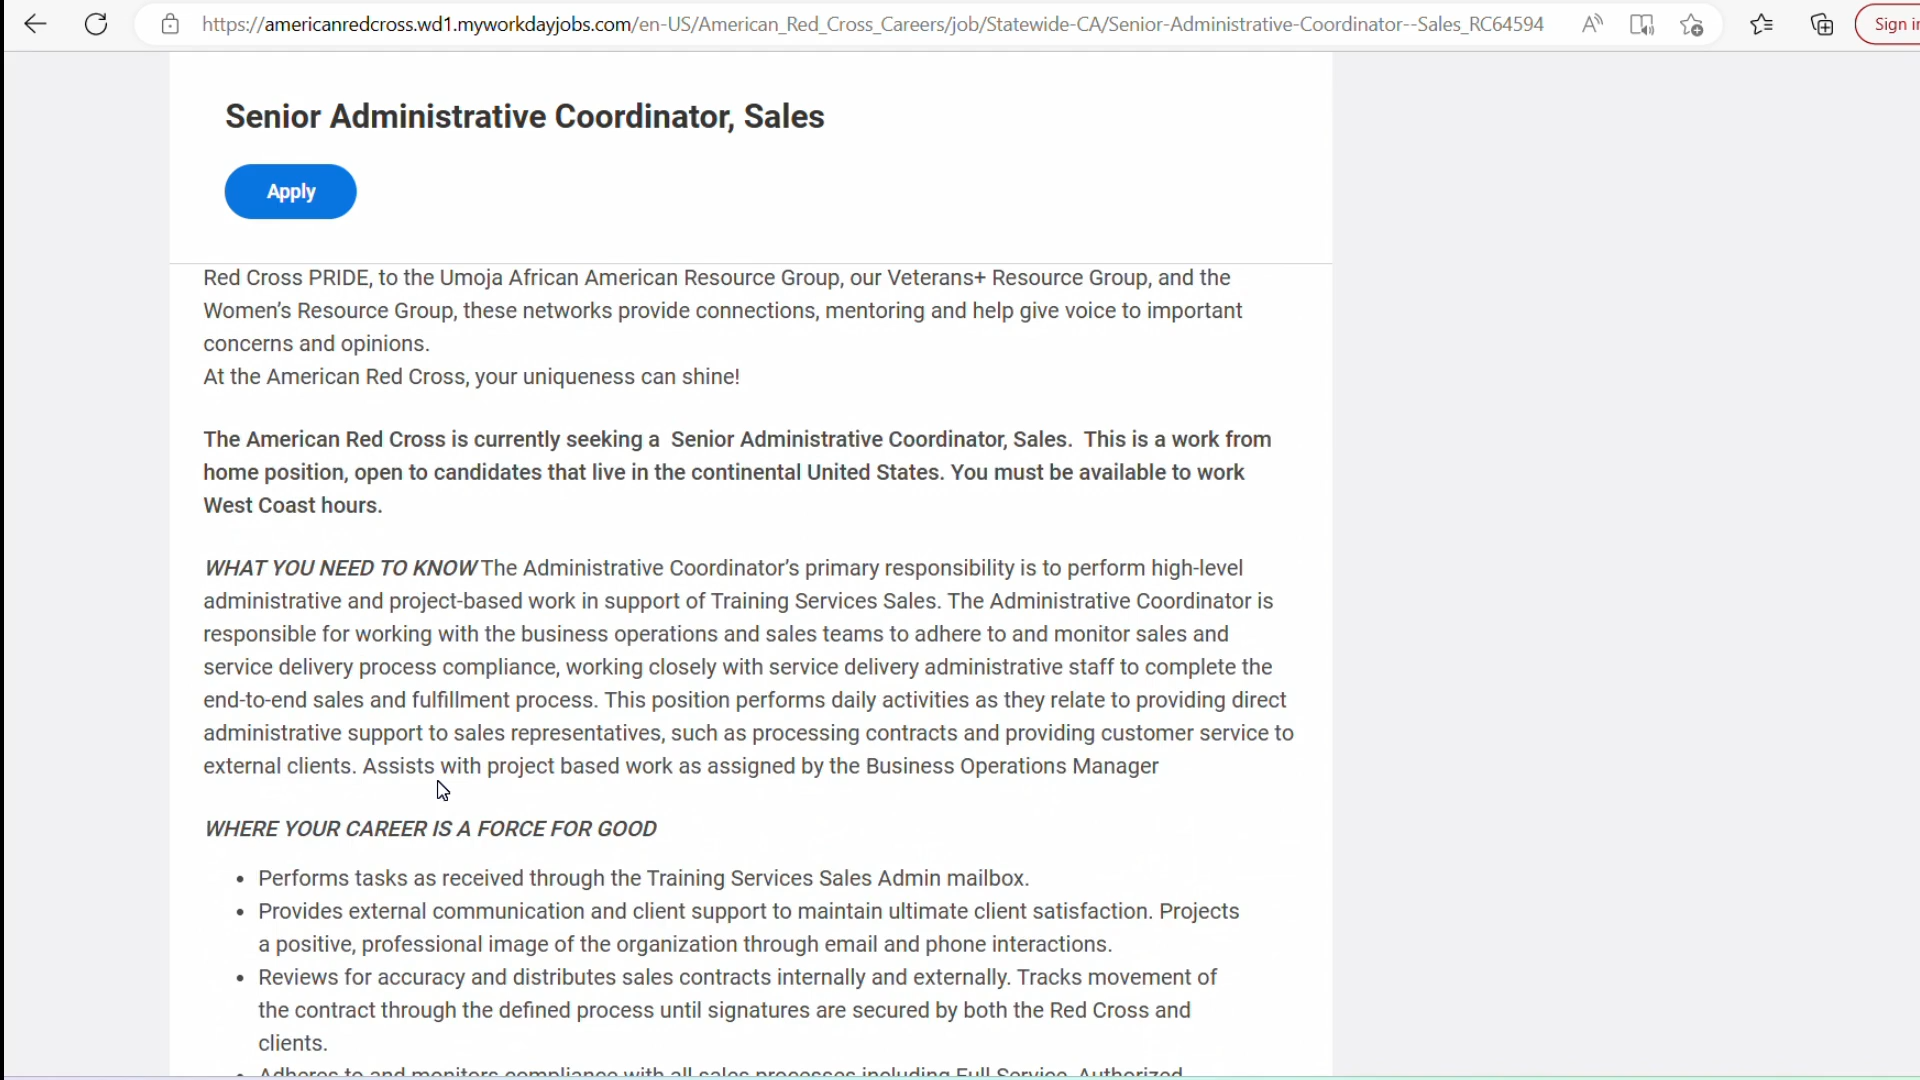 https://americanredcross.wd1.myworkdayjobs.com/en-US/American_Red_Cross_Careers/job/Statewide-CA/Senior-Administrative-Coordinator--Sales_RC64594
Sign in
Senior Administrative Coordinator, Sales
Apply
Red Cross PRIDE, to the Umoja African American Resource Group, our Veterans+ Resource Group, and the
Women's Resource Group, these networks provide connections, mentoring and help give voice to important
concerns and opinions.
At the American Red Cross, your uniqueness can shine!
The American Red Cross is currently seeking a Senior Administrative Coordinator, Sales. This is a work from
home position, open to candidates that live in the continental United States. You must be available to work
West Coast hours.
WHAT YOU NEED TO KNOW The Administrative Coordinator's primary responsibility is to perform high-level
administrative and project-based work in support of Training Services Sales. The Administrative Coordinator is
responsible for working with the business operations and sales teams to adhere to and monitor sales and
service delivery process compliance, working closely with service delivery administrative staff to complete the
end-to-end sales and fulfillment process. This position performs daily activities as they relate to providing direct
administrative support to sales representatives, such as processing contracts and providing customer service to
external clients. Assists with project based work as assigned by the Business Operations Manager
WHERE YOUR CAREER IS A FORCE FOR GOOD
• Performs tasks as received through the Training Services Sales Admin mailbox.
• Provides external communication and client support to maintain ultimate client satisfaction. Projects
a positive, professional image of the organization through email and phone interactions.
• Reviews for accuracy and distributes sales contracts internally and externally. Tracks movement of
the contract through the defined process until signatures are secured by both the Red Cross and
clients.
• Adheres to and monitors compliance with all sales processes including Full Service, Authorized